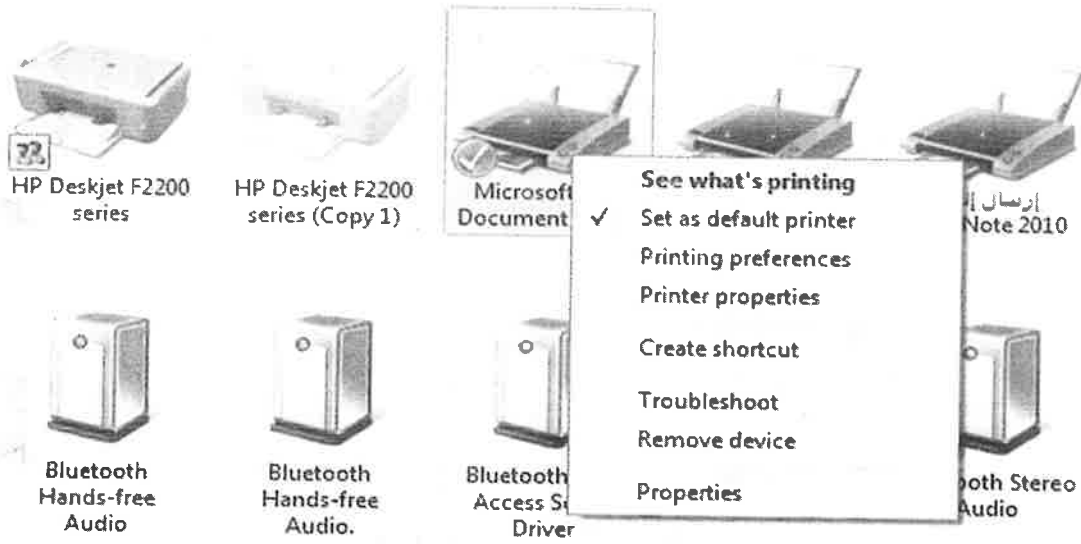 HP Deskjet F2200
series
HP Deskjet F2200
series (Copy 1)
Microsoft
Document
إرسال
Note 2010
See what's printing
✓ Set as default printer
Printing preferences
Printer properties
Create shortcut
Troubleshoot
Remove device
Properties
Bluetooth
Hands-free
Audio
Bluetooth
Hands-free
Audio.
Bluetooth
Access
Driver
Stereo
Audio